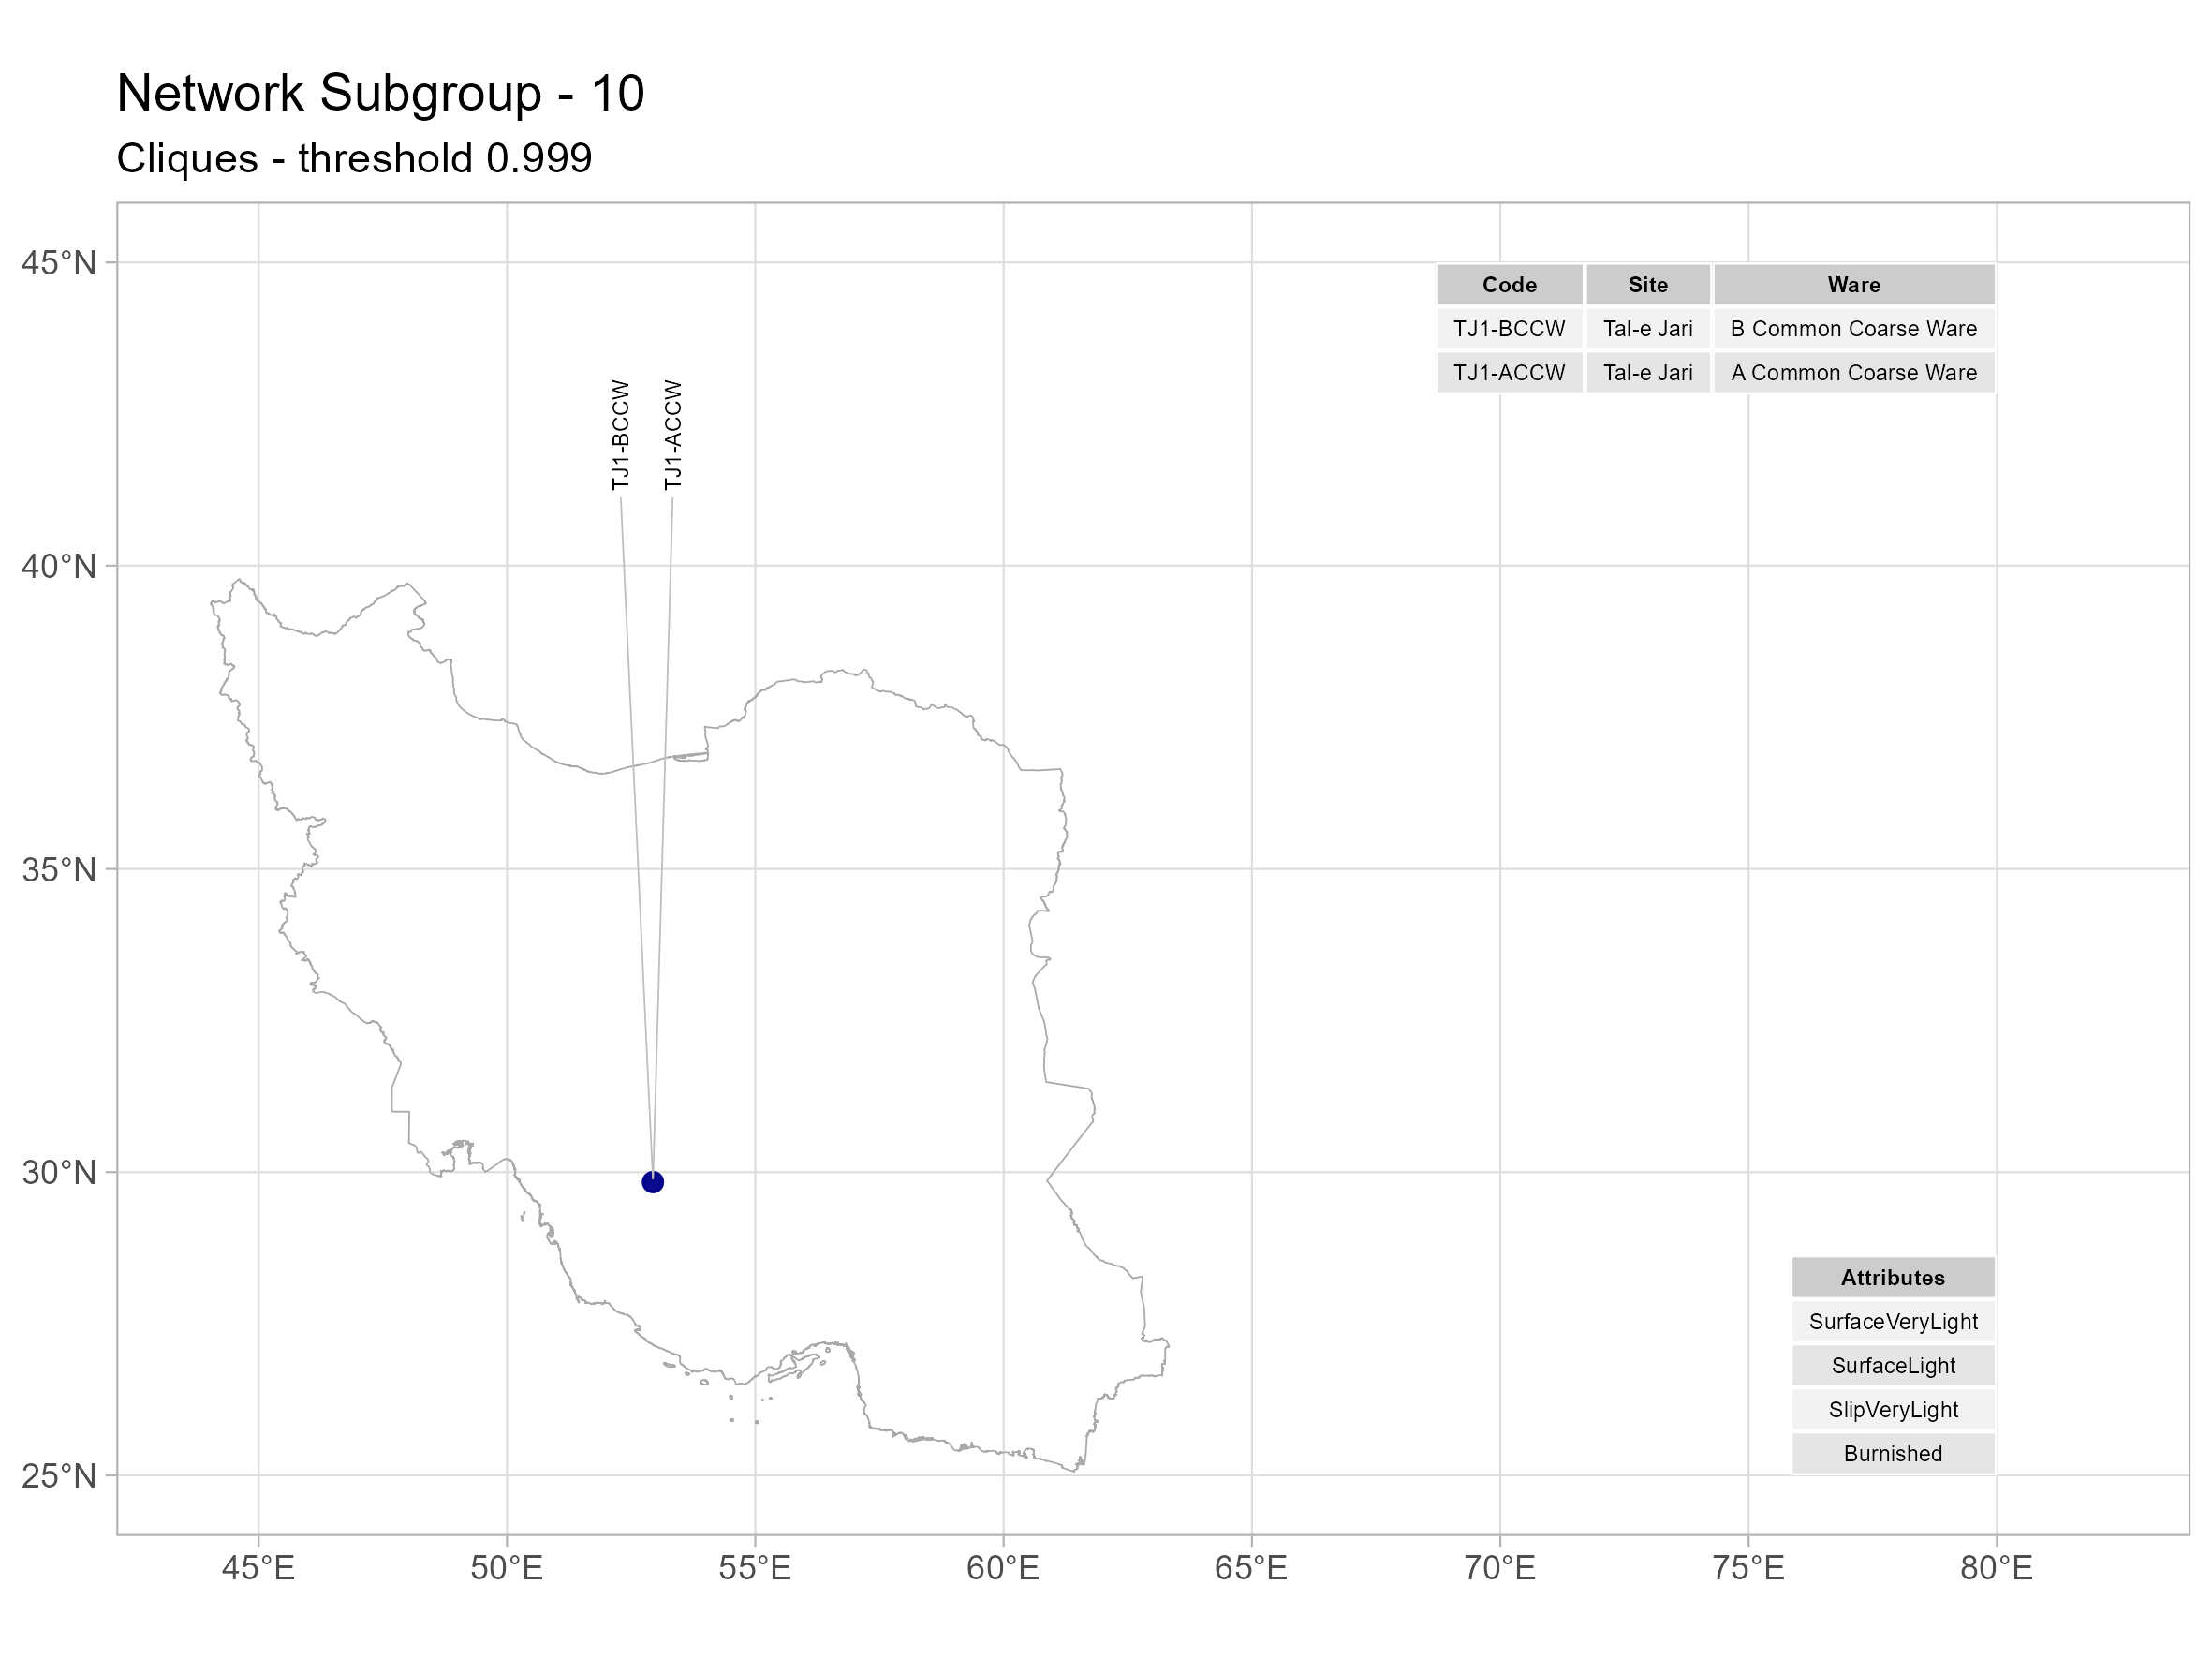 Network Subgroup - 10
Cliques - threshold 0.999
45°N
40°N
35°N
30°N
25°N
TJ1-BCCW
TJ1-ACCW
Code Site Ware
TJ1-BCCW Tal-e Jari B Common Coarse Ware
TJ1-ACCW Tal-e Jari A Common Coarse Ware
Attributes
SurfaceVeryLight
SurfaceLight
SlipVeryLight
Burnished
45°E 50°E 55°E 60°E 65°E 70°E 75°E 80°E